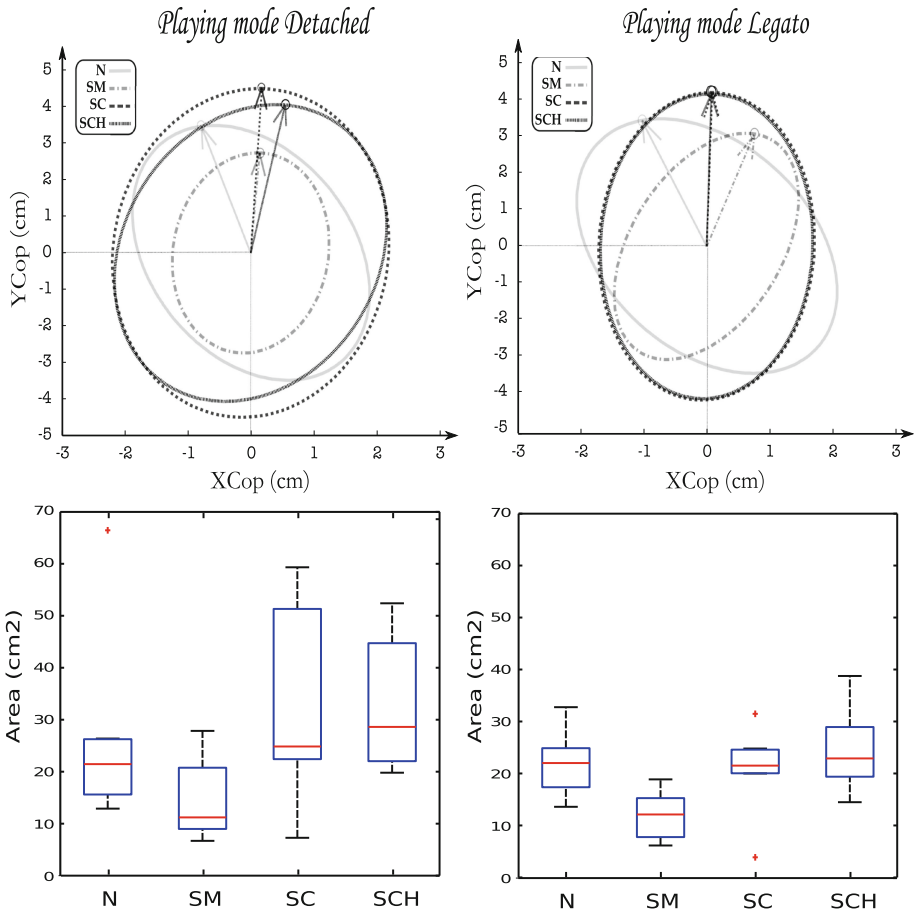 Playing mode Detached
N
SM
SC
SCH
5
4
3
2
1
0
-1
-2
-3
-4
-5
-3 -2 -1 0 1 2 3
YCop (cm)
XCop (cm)
Playing mode Legato
N
SM
SC
SCH
5
4
3
2
1
0
-1
-2
-3
-4
-5
-3 -2 -1 0 1 2 3
YCop (cm)
XCop (cm)
70
60
50
40
30
20
10
0
Area (cm2)
N SM SC SCH
70
60
50
40
30
20
10
0
Area (cm2)
N SM SC SCH